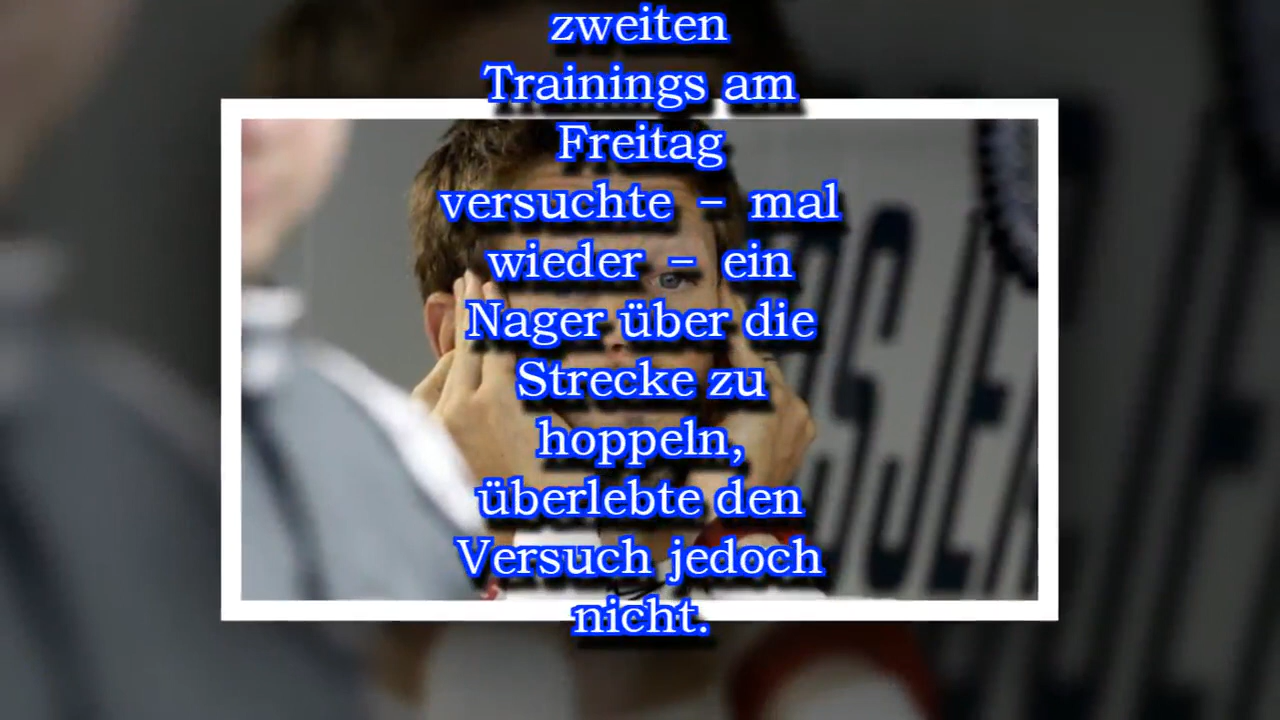 zweiten
Trainings am
Freitag
versuchte – mal
wieder – ein
Nager über die
Strecke zu
hoppeln,
überlebte den
Versuch jedoch
nicht.